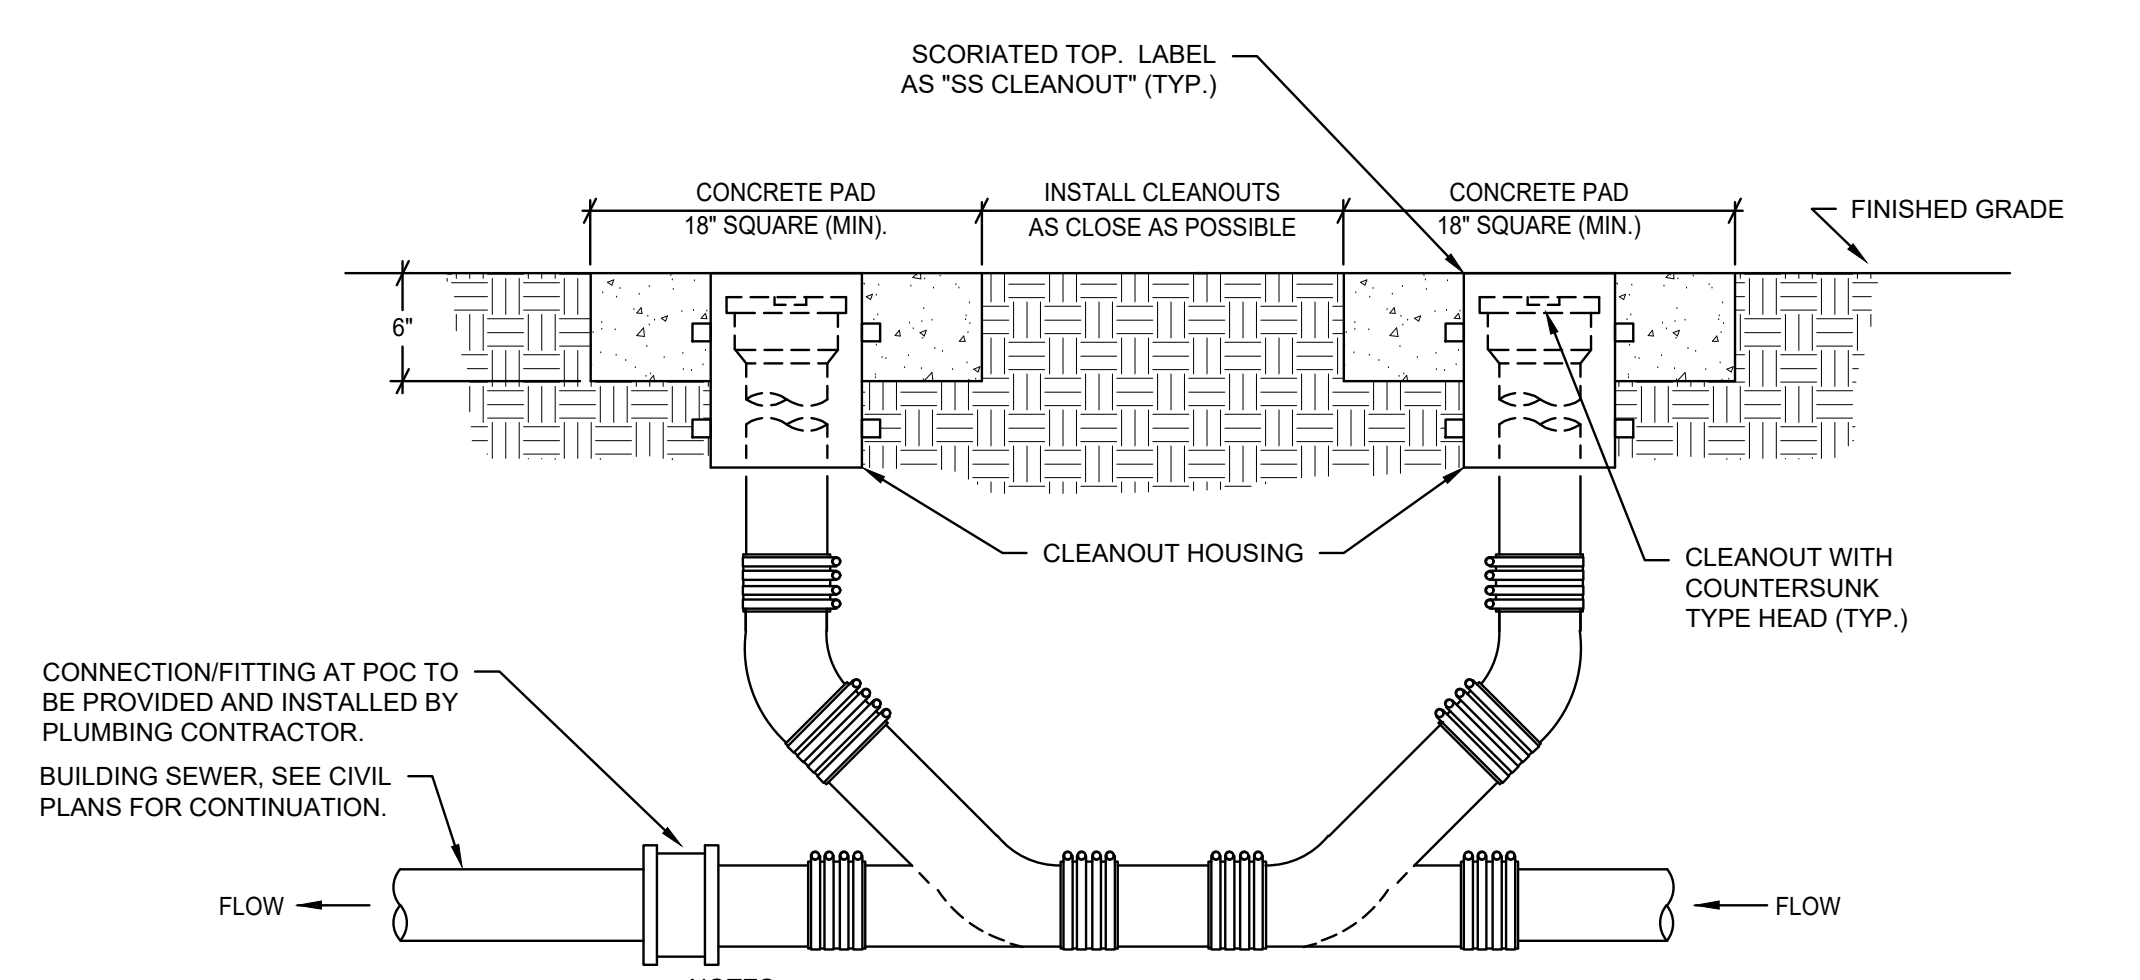 SCORIATED TOP. LABEL
AS "SS CLEANOUT" (TYP.)
CONCRETE PAD
18" SQUARE (MIN).
INSTALL CLEANOUTS
AS CLOSE AS POSSIBLE
CONCRETE PAD
18" SQUARE (MIN.)
FINISHED GRADE
6"
CLEANOUT HOUSING
CLEANOUT WITH
COUNTERSUNK
TYPE HEAD (TYP.)
CONNECTION/FITTING AT POC TO
BE PROVIDED AND INSTALLED BY
PLUMBING CONTRACTOR.
BUILDING SEWER, SEE CIVIL
PLANS FOR CONTINUATION.
FLOW
FLOW